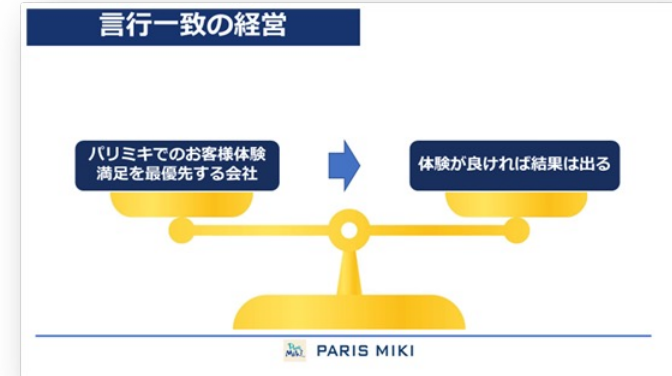 言行一致の経営
パリミキでのお客様体験
満足を最優先する会社
体験が良ければ結果は出る
Paris
Miki
PARIS MIKI